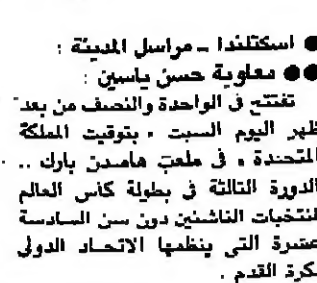 ● اسكتلندا ــ مراسل المدينة :
●● معاوية حسن ياسين :
تفتتح في الواحدة والنصف من بعد
ظهر اليوم السبت « بتوقيت المملكة
المتحدة » في ملعب هامبدن بارك ..
الدورة الثالثة في بطولة كأس العالم
لمنتخبات الناشئين دون سن السادسة
عشرة التي ينظمها الاتحاد الدولي
لكرة القدم .